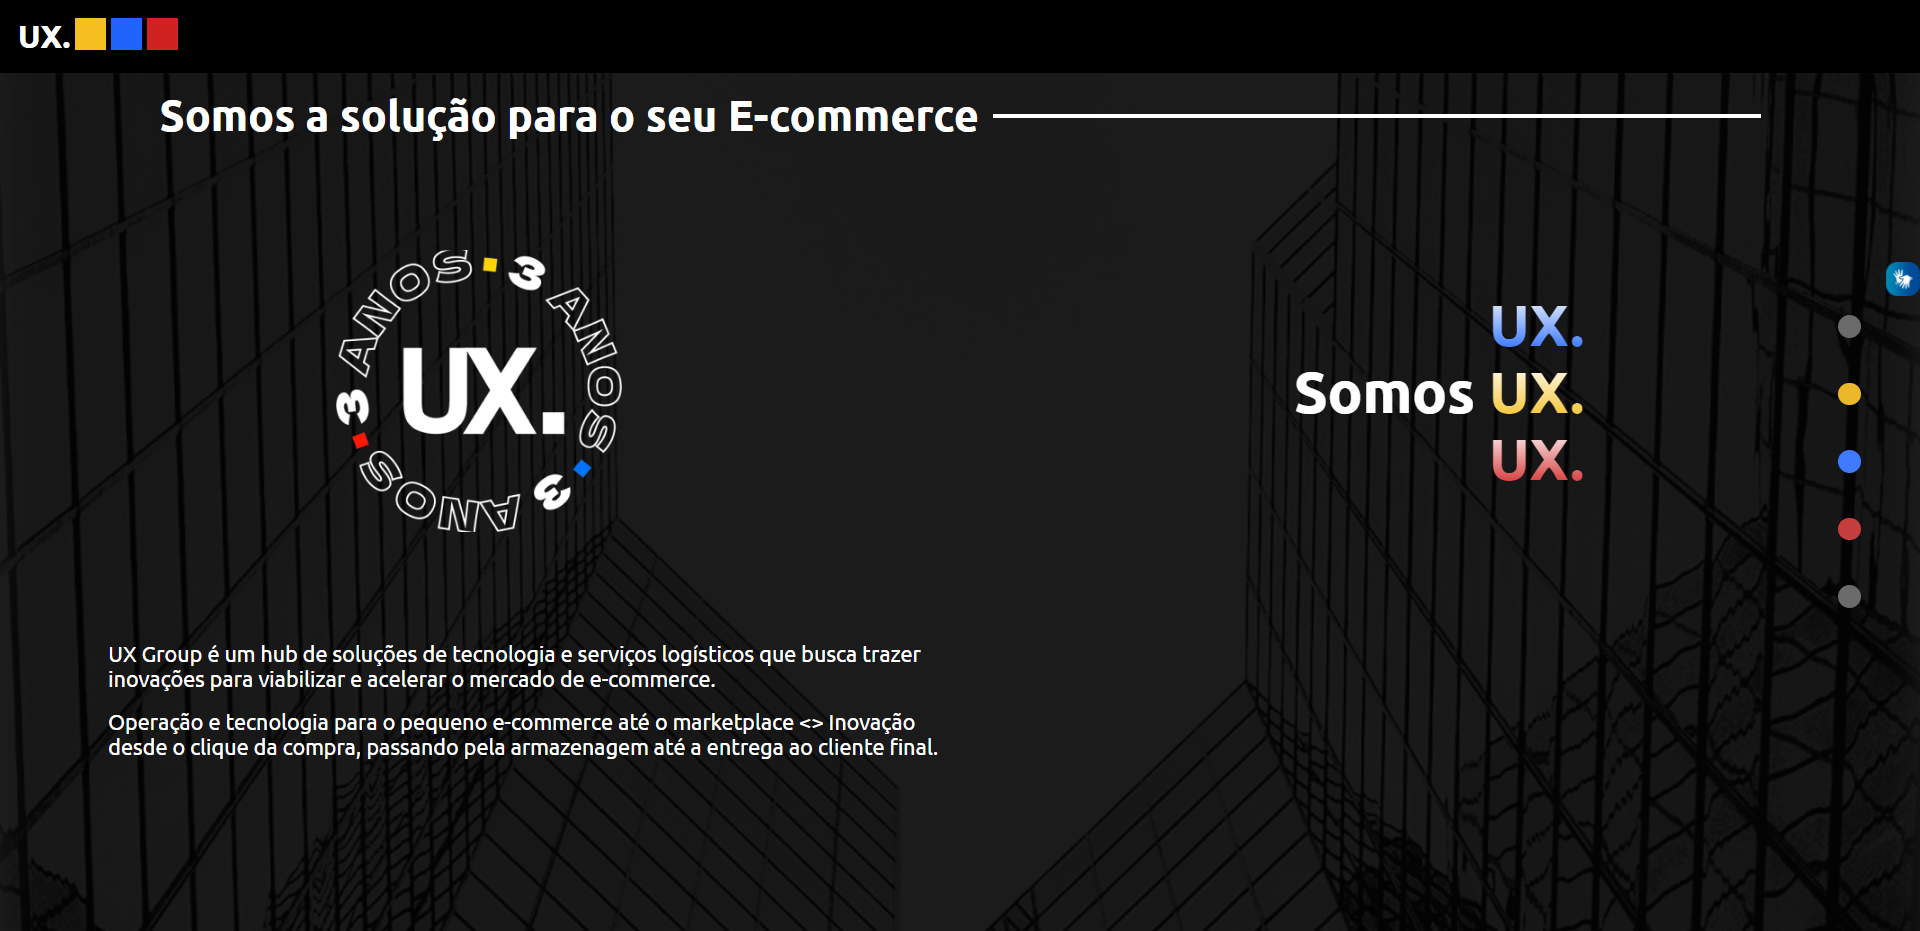 UX.
Somos a solução para o seu E-commerce
3 ANOS 3 ANOS 3 ANOS
UX.
UX.
Somos UX.
UX.
UX Group é um hub de soluções de tecnologia e serviços logísticos que busca trazer
inovações para viabilizar e acelerar o mercado de e-commerce.
Operação e tecnologia para o pequeno e-commerce até o marketplace <> Inovação
desde o clique da compra, passando pela armazenagem até a entrega ao cliente final.